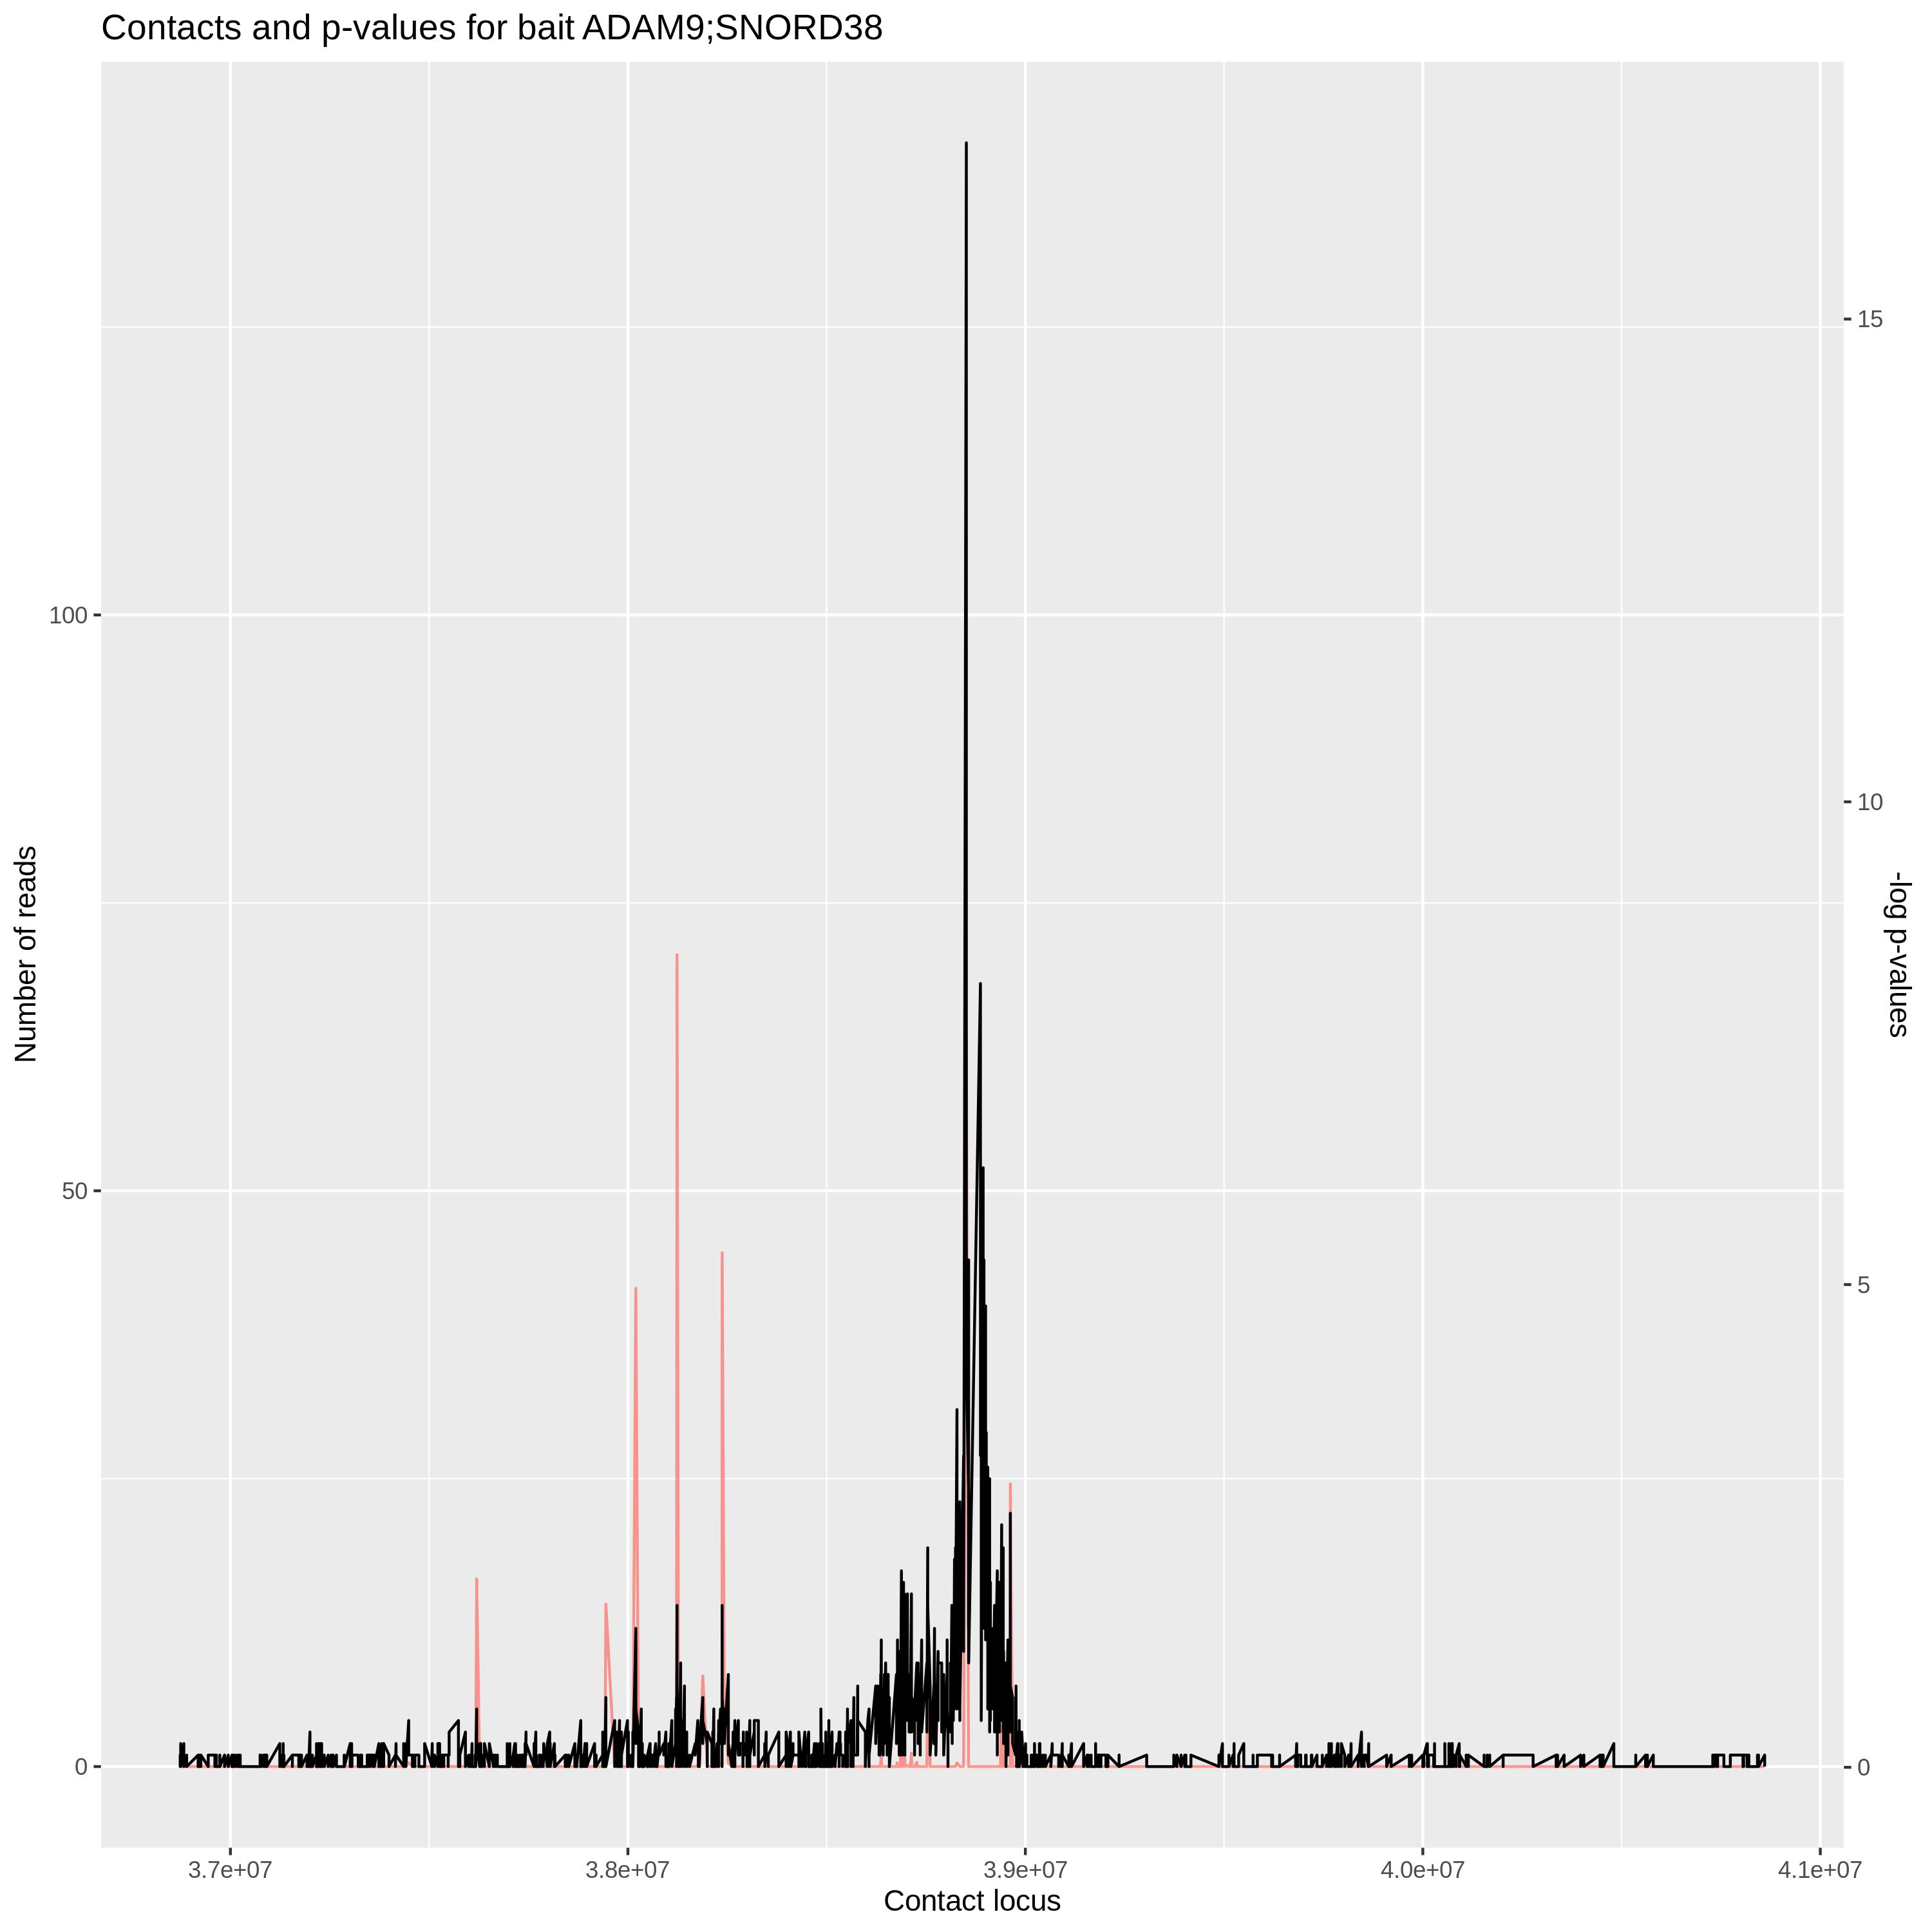 Contacts and p-values for bait ADAM9;SNORD38
Number of reads
100
50
0
15
10
5
0
-log p-values
3.7e+07
3.8e+07
3.9e+07
4.0e+07
4.1e+07
Contact locus